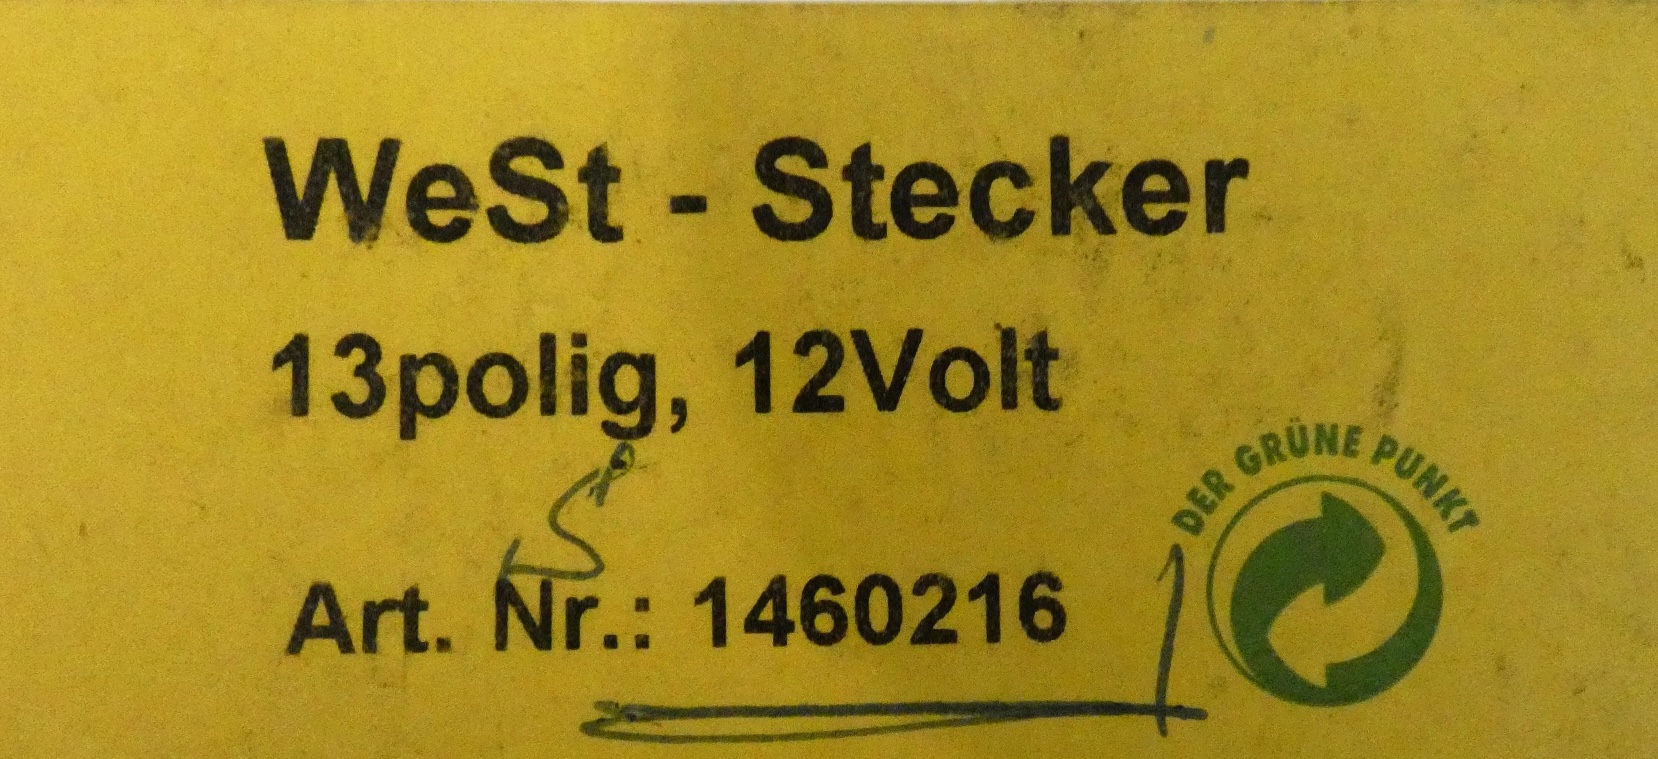 WeSt - Stecker
13polig, 12Volt
Art. Nr.: 1460216
DER GRÜNE PUNKT